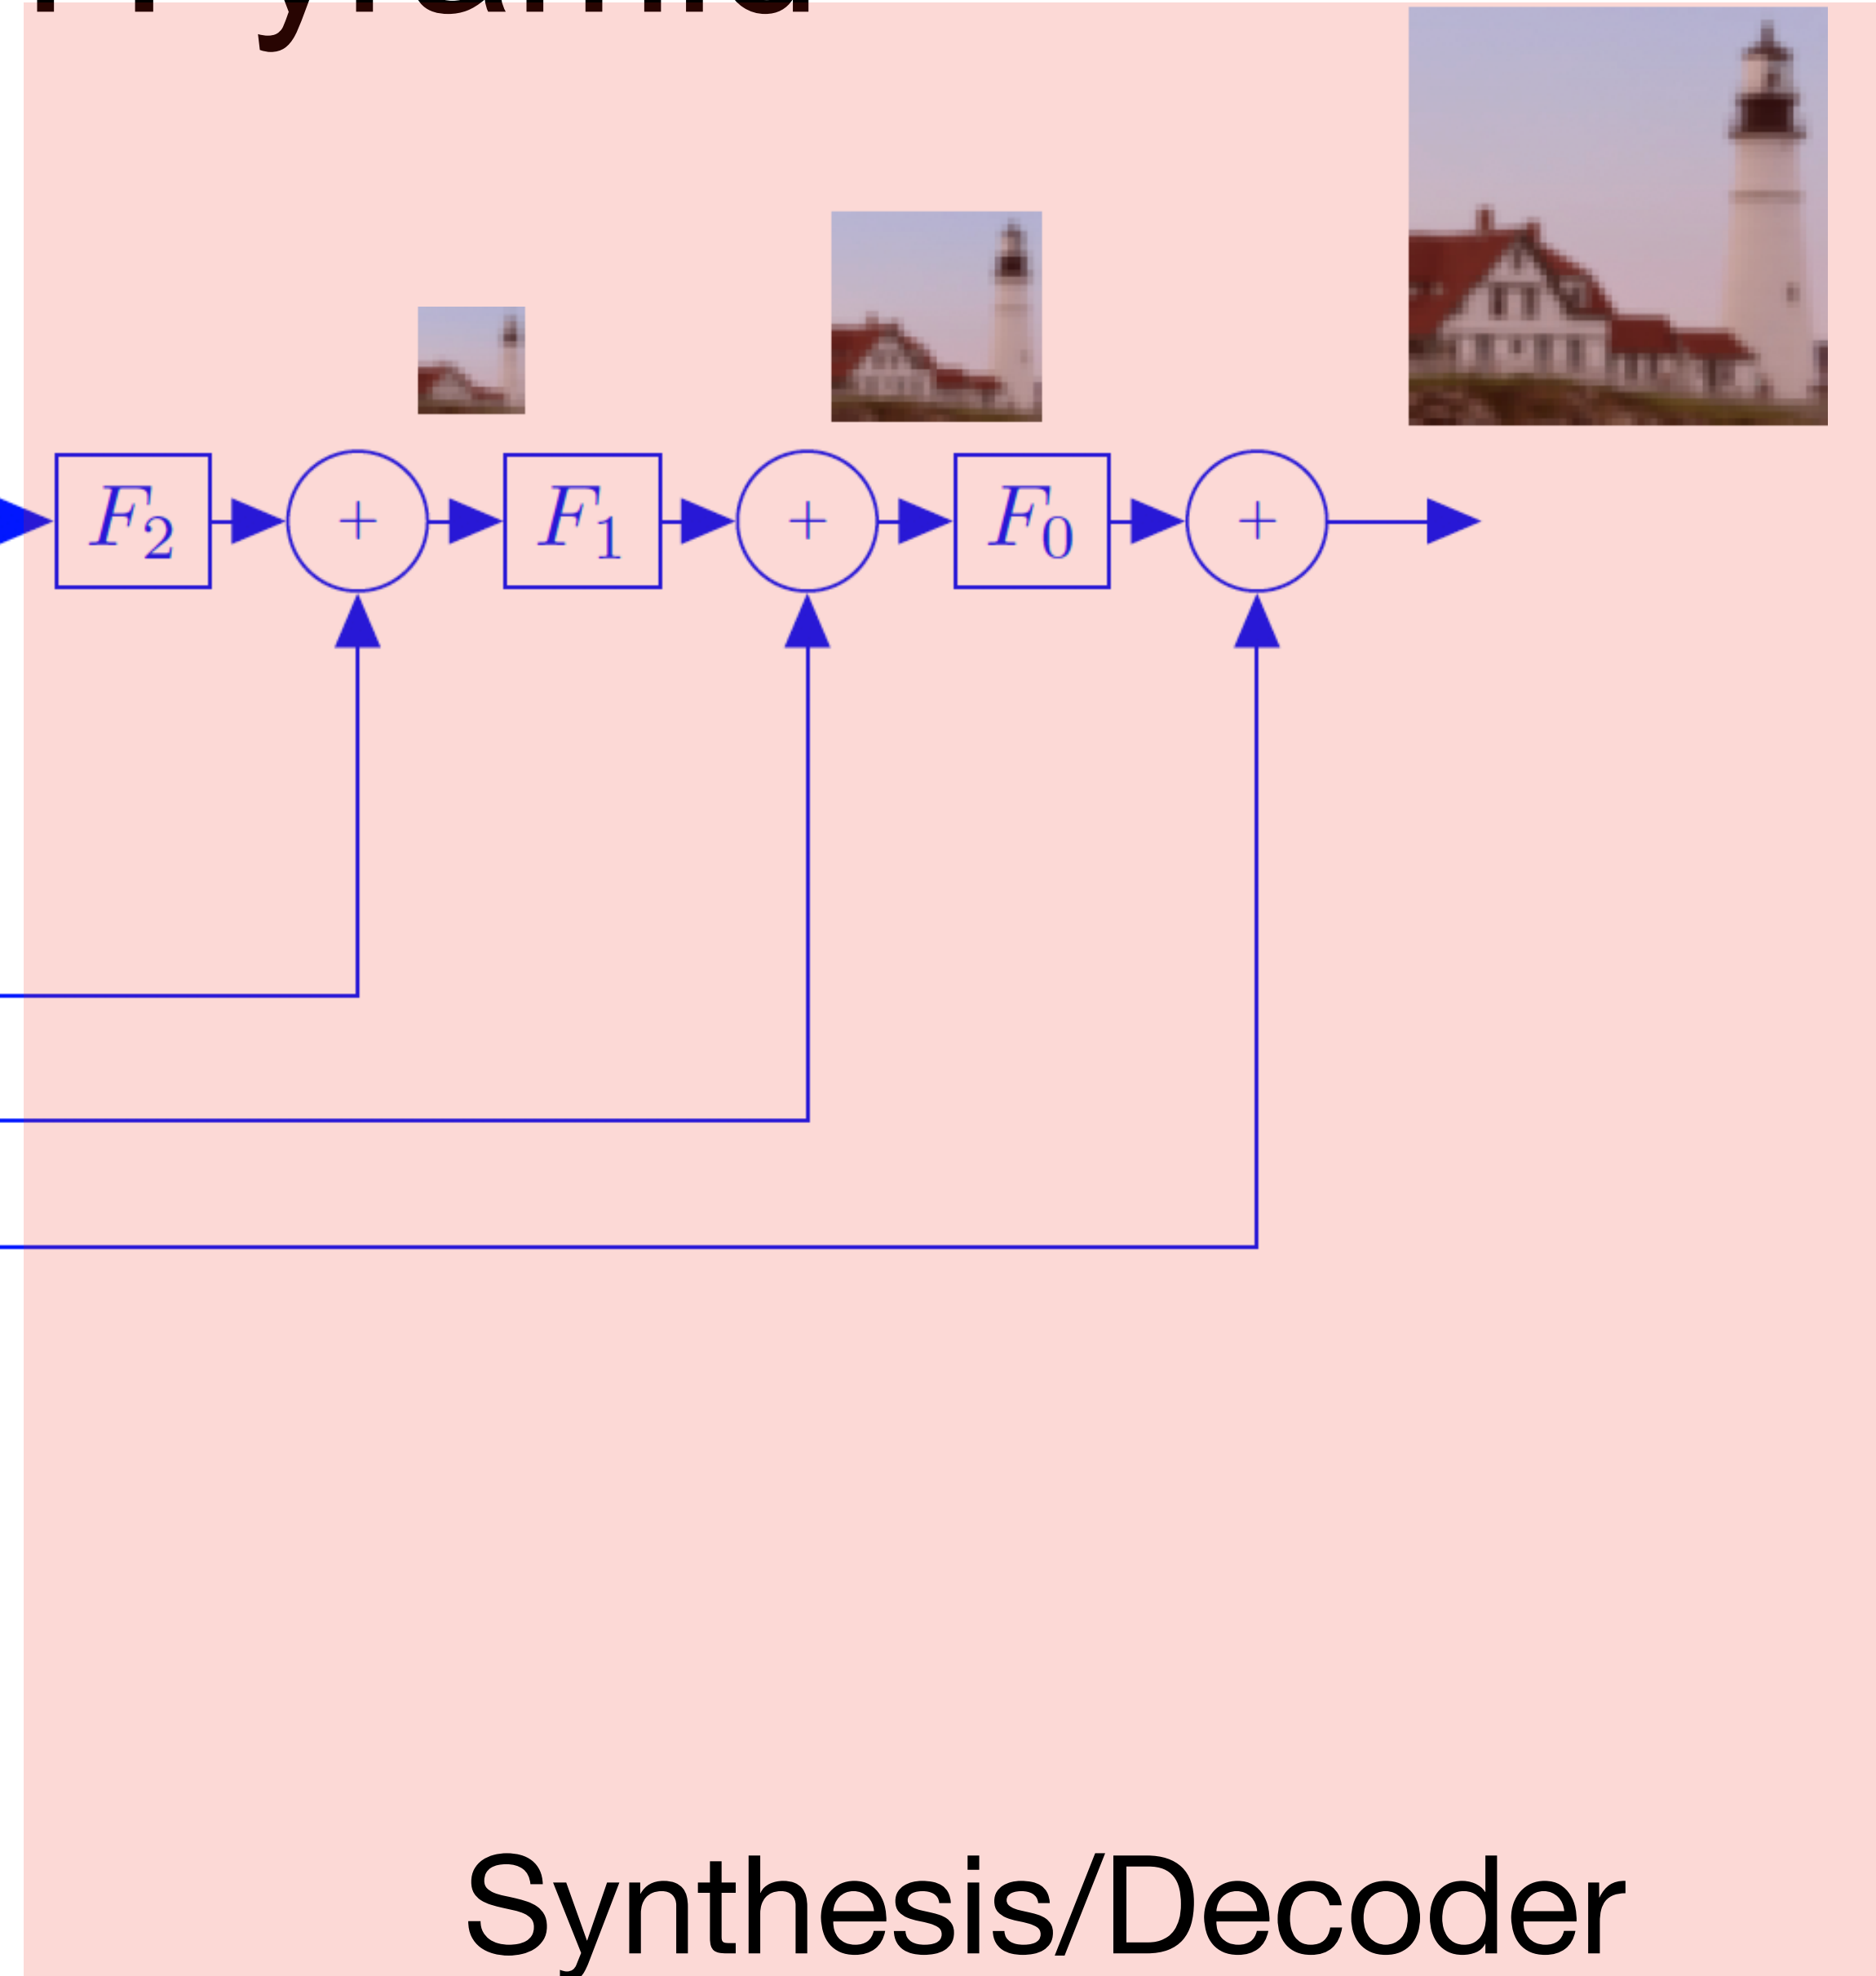 F2 + F1 + F0 +
Synthesis/Decoder